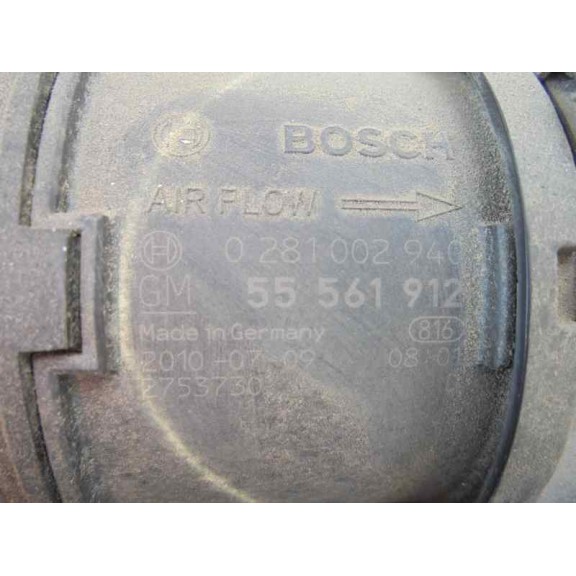 BOSCH
AIR FLOW
0 281 002 940
GM 55 561 912
Made in Germany 816
2010-07-09 08:01
2753730